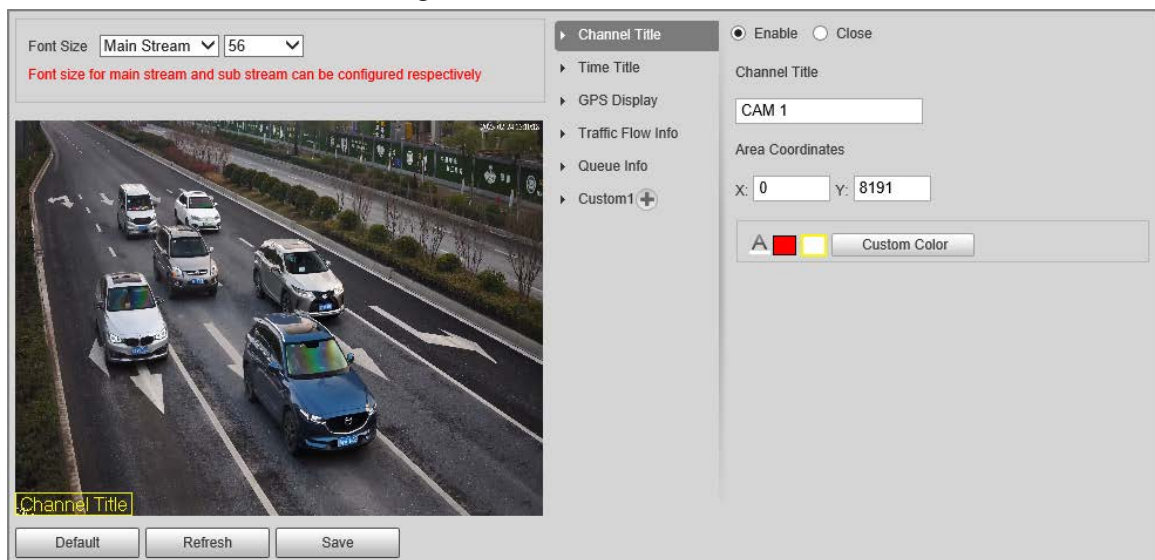 Font Size Main Stream 56
Font size for main stream and sub stream can be configured respectively
Channel Title
Default Refresh Save
Channel Title
Time Title
GPS Display
Traffic Flow Info
Queue Info
Custom1
Enable Close
Channel Title
CAM 1
Area Coordinates
X: 0 Y: 8191
A Custom Color